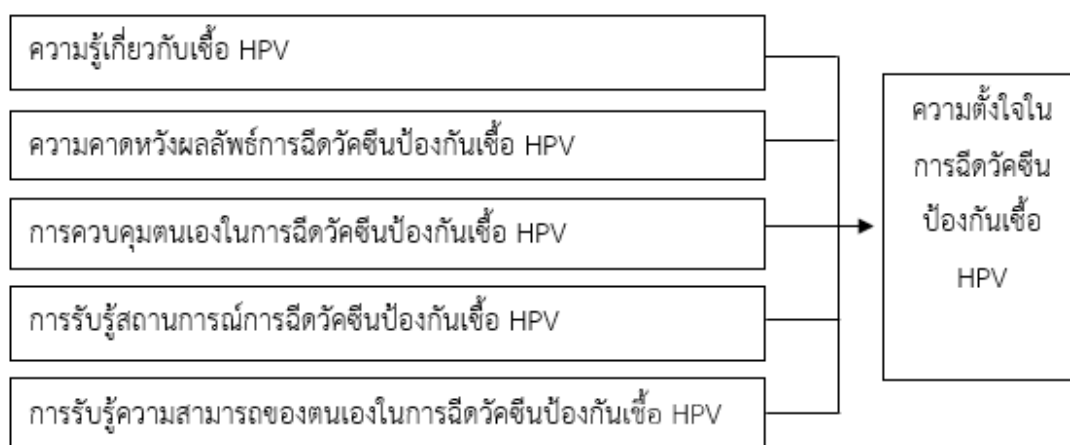 ความรู้เกี่ยวกับเชื้อ HPV
ความคาดหวังผลลัพธ์การฉีดวัคซีนป้องกันเชื้อ HPV
การควบคุมตนเองในการฉีดวัคซีนป้องกันเชื้อ HPV
การรับรู้สถานการณ์การฉีดวัคซีนป้องกันเชื้อ HPV
การรับรู้ความสามารถของตนเองในการฉีดวัคซีนป้องกันเชื้อ HPV
ความตั้งใจใน
การฉีดวัคซีน
ป้องกันเชื้อ
HPV